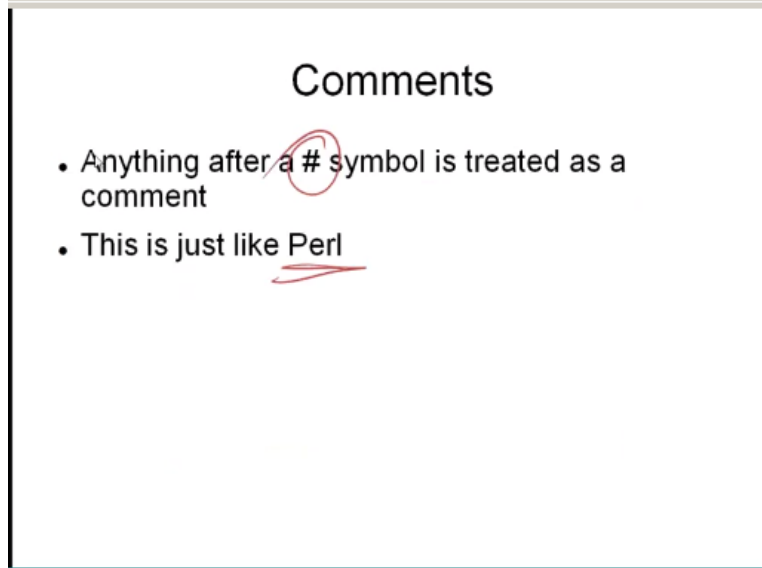 Comments
• Anything after a # symbol is treated as a
comment
• This is just like Perl